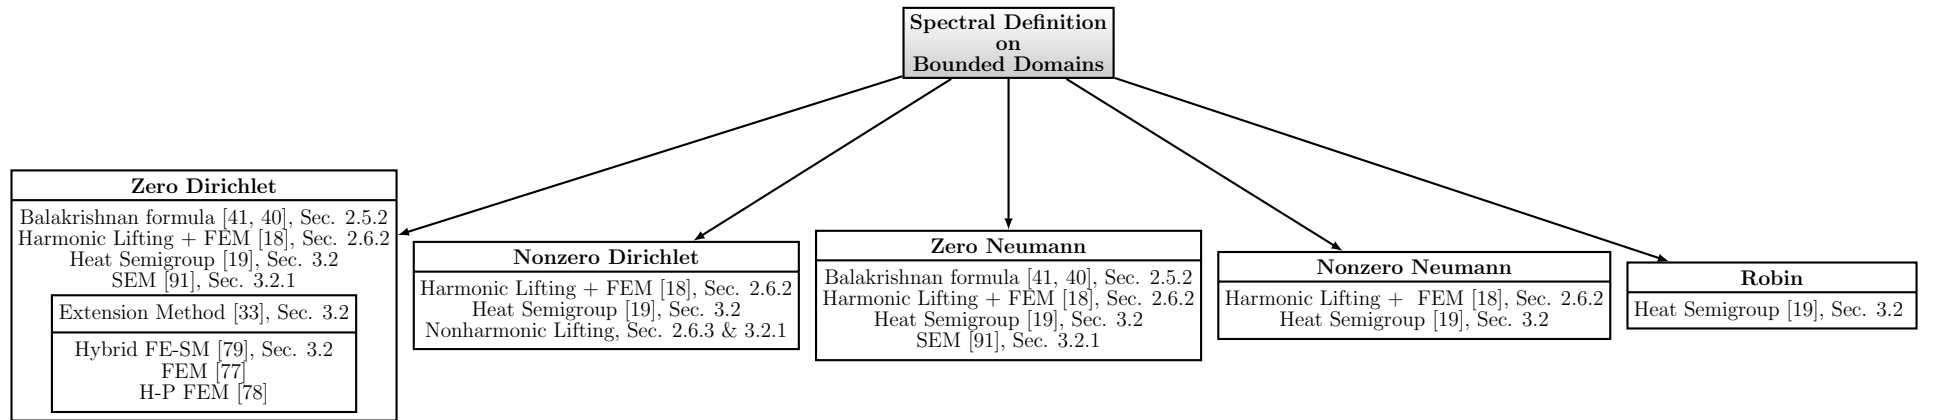 Spectral Definition
on
Bounded Domains
Zero Dirichlet
Balakrishnan formula [41, 40], Sec. 2.5.2
Harmonic Lifting + FEM [18], Sec. 2.6.2
Heat Semigroup [19], Sec. 3.2
SEM [91], Sec. 3.2.1
Extension Method [33], Sec. 3.2
Hybrid FE-SM [79], Sec. 3.2
FEM [77]
H-P FEM [78]
Nonzero Dirichlet
Harmonic Lifting + FEM [18], Sec. 2.6.2
Heat Semigroup [19], Sec. 3.2
Nonharmonic Lifting, Sec. 2.6.3 & 3.2.1
Zero Neumann
Balakrishnan formula [41, 40], Sec. 2.5.2
Harmonic Lifting + FEM [18], Sec. 2.6.2
Heat Semigroup [19], Sec. 3.2
SEM [91], Sec. 3.2.1
Nonzero Neumann
Harmonic Lifting + FEM [18], Sec. 2.6.2
Heat Semigroup [19], Sec. 3.2
Robin
Heat Semigroup [19], Sec. 3.2